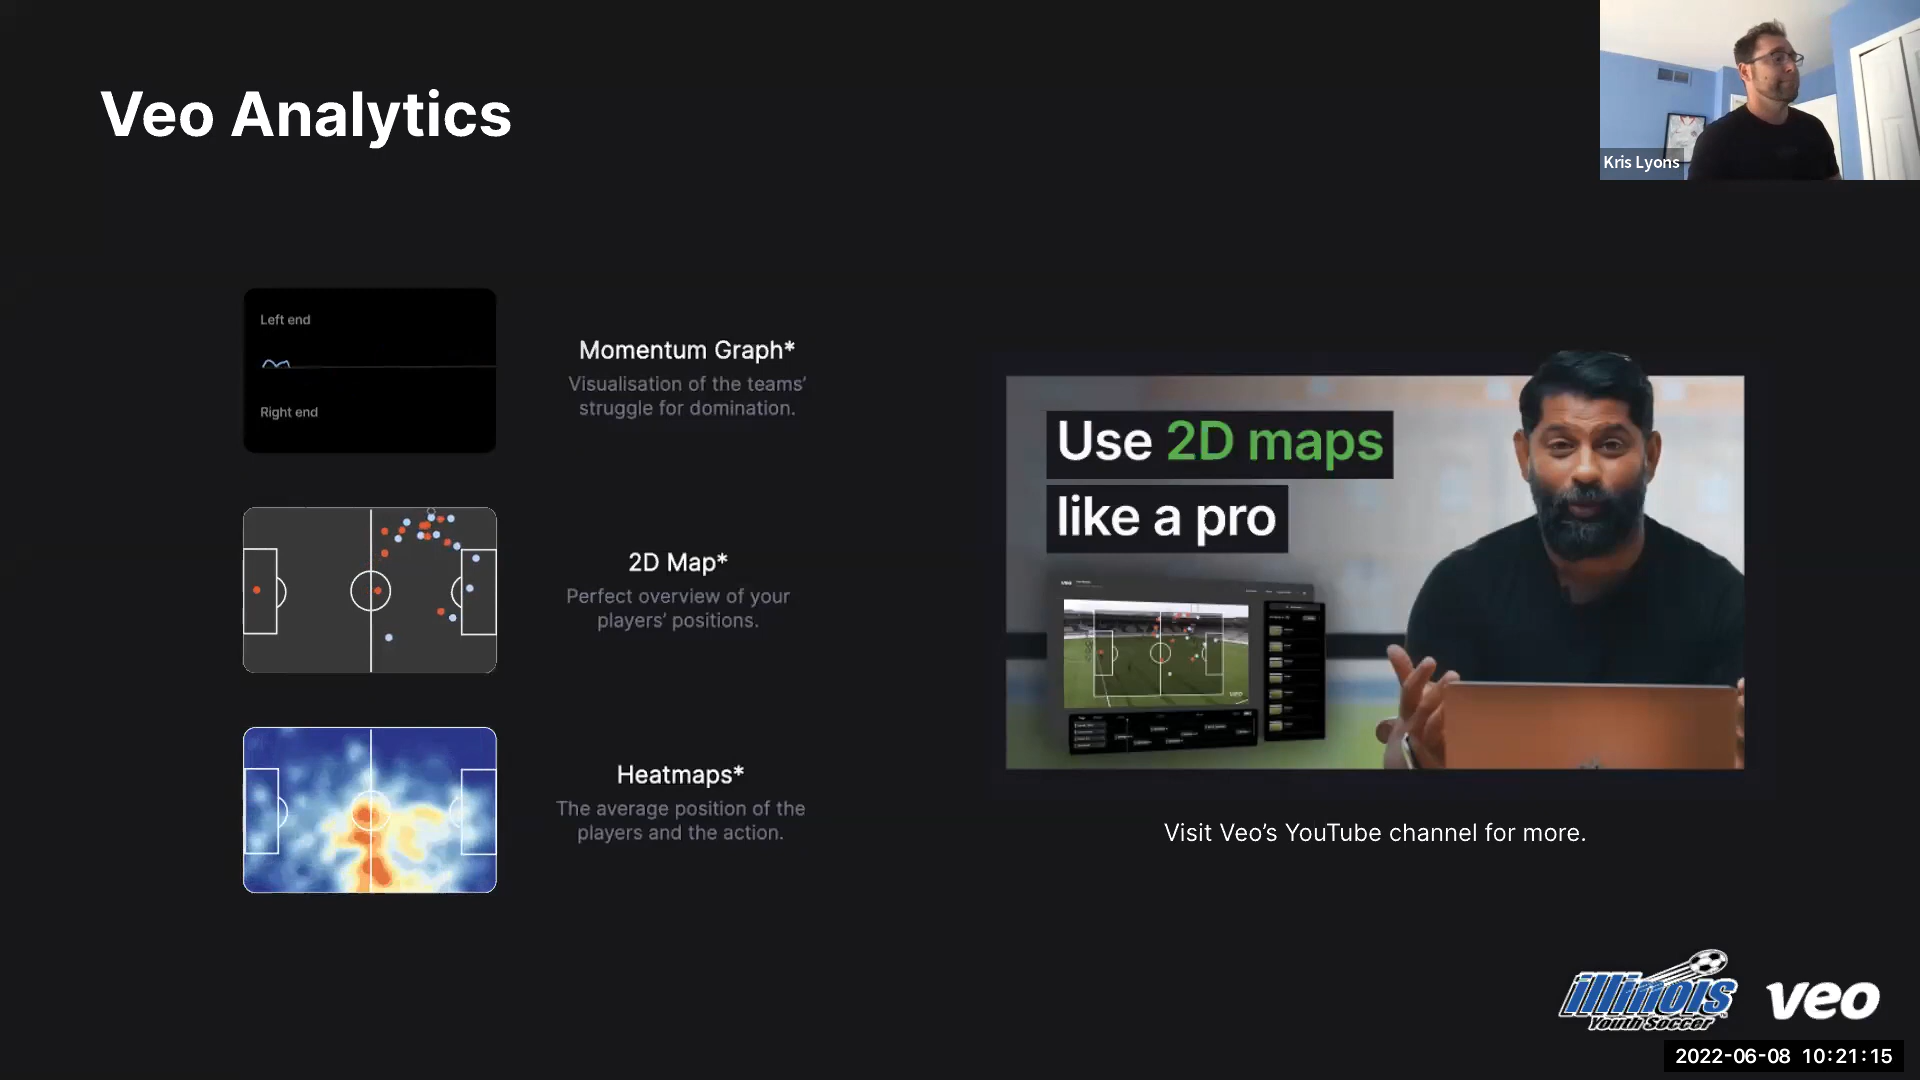 Veo Analytics
Kris Lyons
Left end
Right end
Momentum Graph*
Visualisation of the teams’
struggle for domination.
2D Map*
Perfect overview of your
players’ positions.
Heatmaps*
The average position of the
players and the action.
Use 2D maps
like a pro
veo
veo
Visit Veo’s YouTube channel for more.
illinois
Youth Soccer
veo
2022-06-08 10:21:15